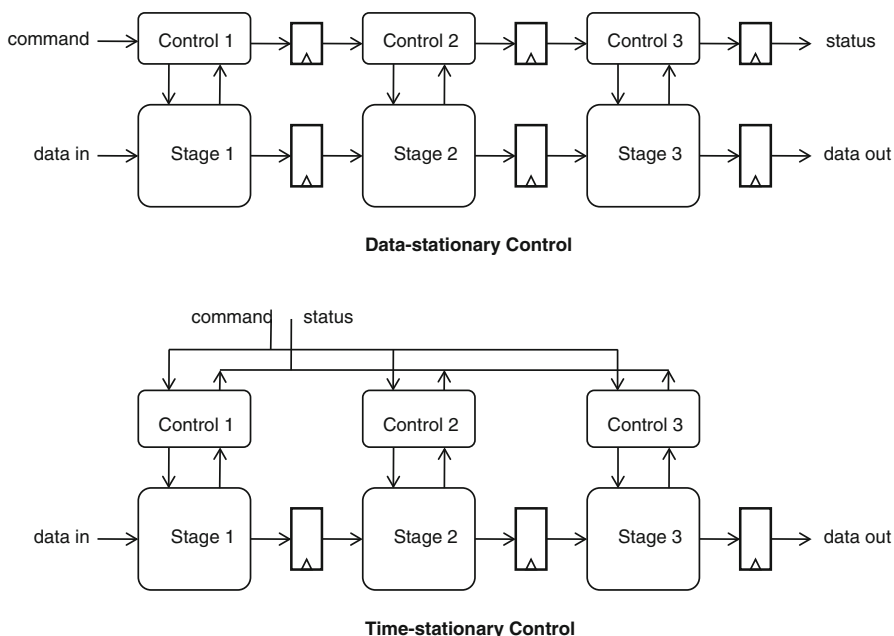 command
Control 1
Control 2
Control 3
status
data in
Stage 1
Stage 2
Stage 3
data out
Data-stationary Control
command
status
Control 1
Control 2
Control 3
data in
Stage 1
Stage 2
Stage 3
data out
Time-stationary Control